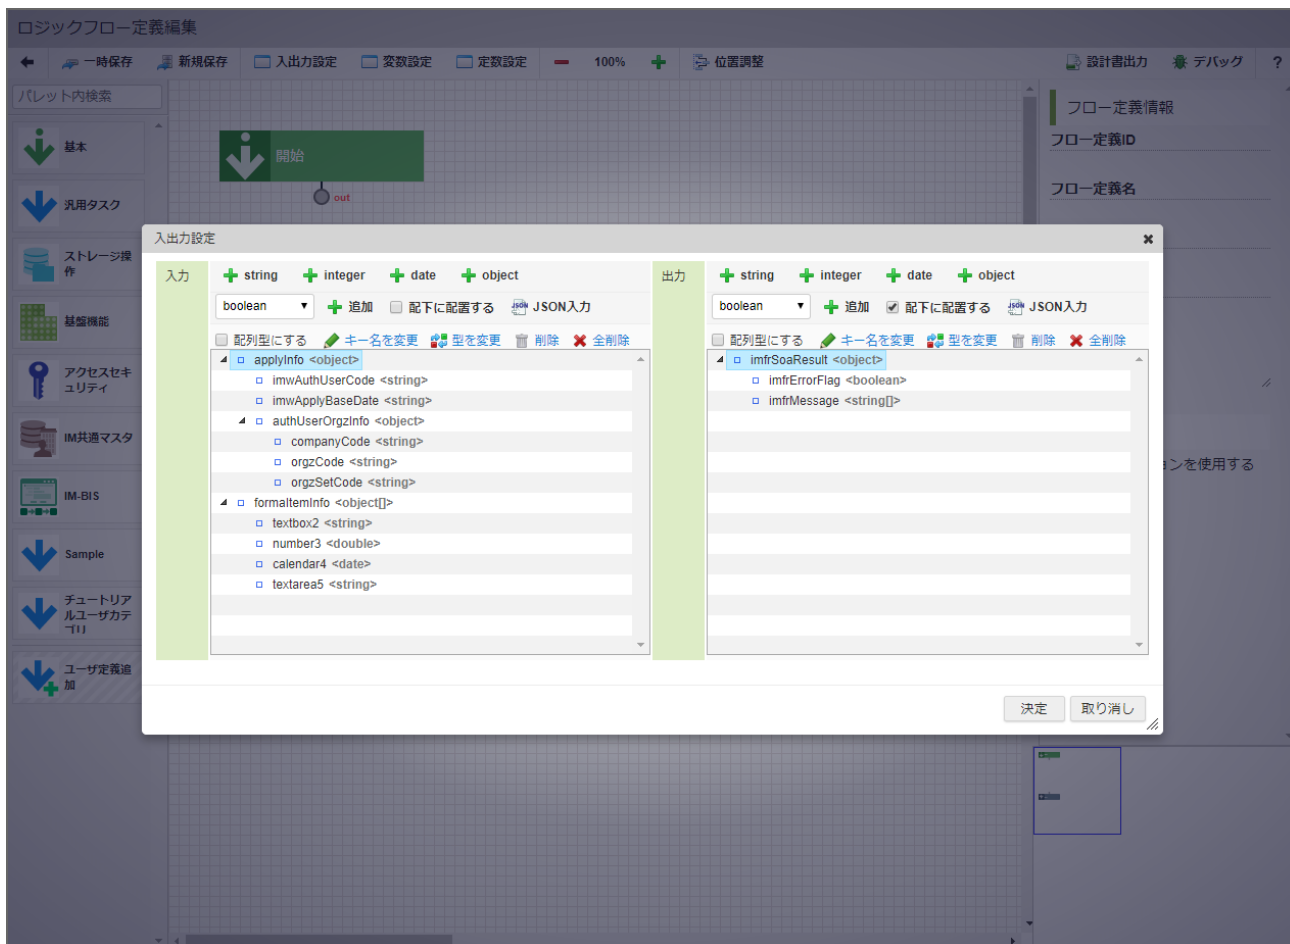 ロジックフロー定義編集
一時保存 新規保存 入出力設定 変数設定 定数設定 100% 位置調整 設計書出力 デバッグ ?
パレット内検索
基本
汎用タスク
ストレージ操
作
基盤機能
アクセスセキ
ュリティ
IM共通マスタ
IM-BIS
Sample
チュートリア
ルユーザカテ
ゴリ
ユーザ定義追
加
開始
out
フロー定義情報
フロー定義ID
フロー定義名
ョンを使用する
入出力設定
入力
string integer date object
boolean 追加 配下に配置する JSON JSON入力
配列型にする キー名を変更 型を変更 削除 全削除
applyInfo <object>
imwAuthUserCode <string>
imwApplyBaseDate <string>
authUserOrgzInfo <object>
companyCode <string>
orgzCode <string>
orgzSetCode <string>
formaItemInfo <object[]>
textbox2 <string>
number3 <double>
calendar4 <date>
textarea5 <string>
出力
string integer date object
boolean 追加 配下に配置する JSON JSON入力
配列型にする キー名を変更 型を変更 削除 全削除
imfrSoaResult <object>
imfrErrorFlag <boolean>
imfrMessage <string[]>
決定 取り消し